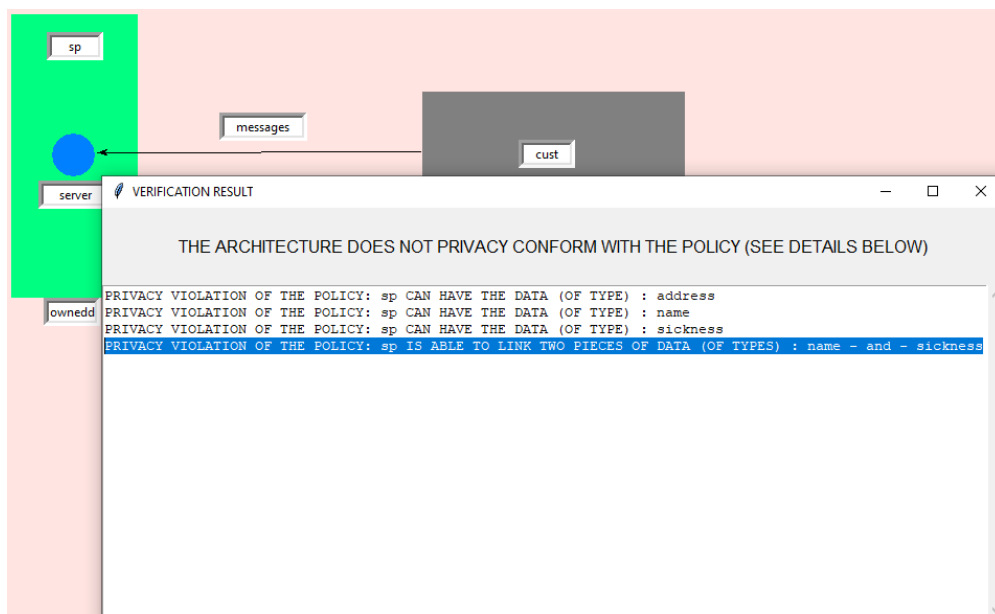 sp
messages
cust
server
VERIFICATION RESULT
THE ARCHITECTURE DOES NOT PRIVACY CONFORM WITH THE POLICY (SEE DETAILS BELOW)
PRIVACY VIOLATION OF THE POLICY: sp CAN HAVE THE DATA (OF TYPE) : address
ownedd
PRIVACY VIOLATION OF THE POLICY: sp CAN HAVE THE DATA (OF TYPE) : name
PRIVACY VIOLATION OF THE POLICY: sp CAN HAVE THE DATA (OF TYPE) : sickness
PRIVACY VIOLATION OF THE POLICY: sp IS ABLE TO LINK TWO PIECES OF DATA (OF TYPES) : name - and - sickness